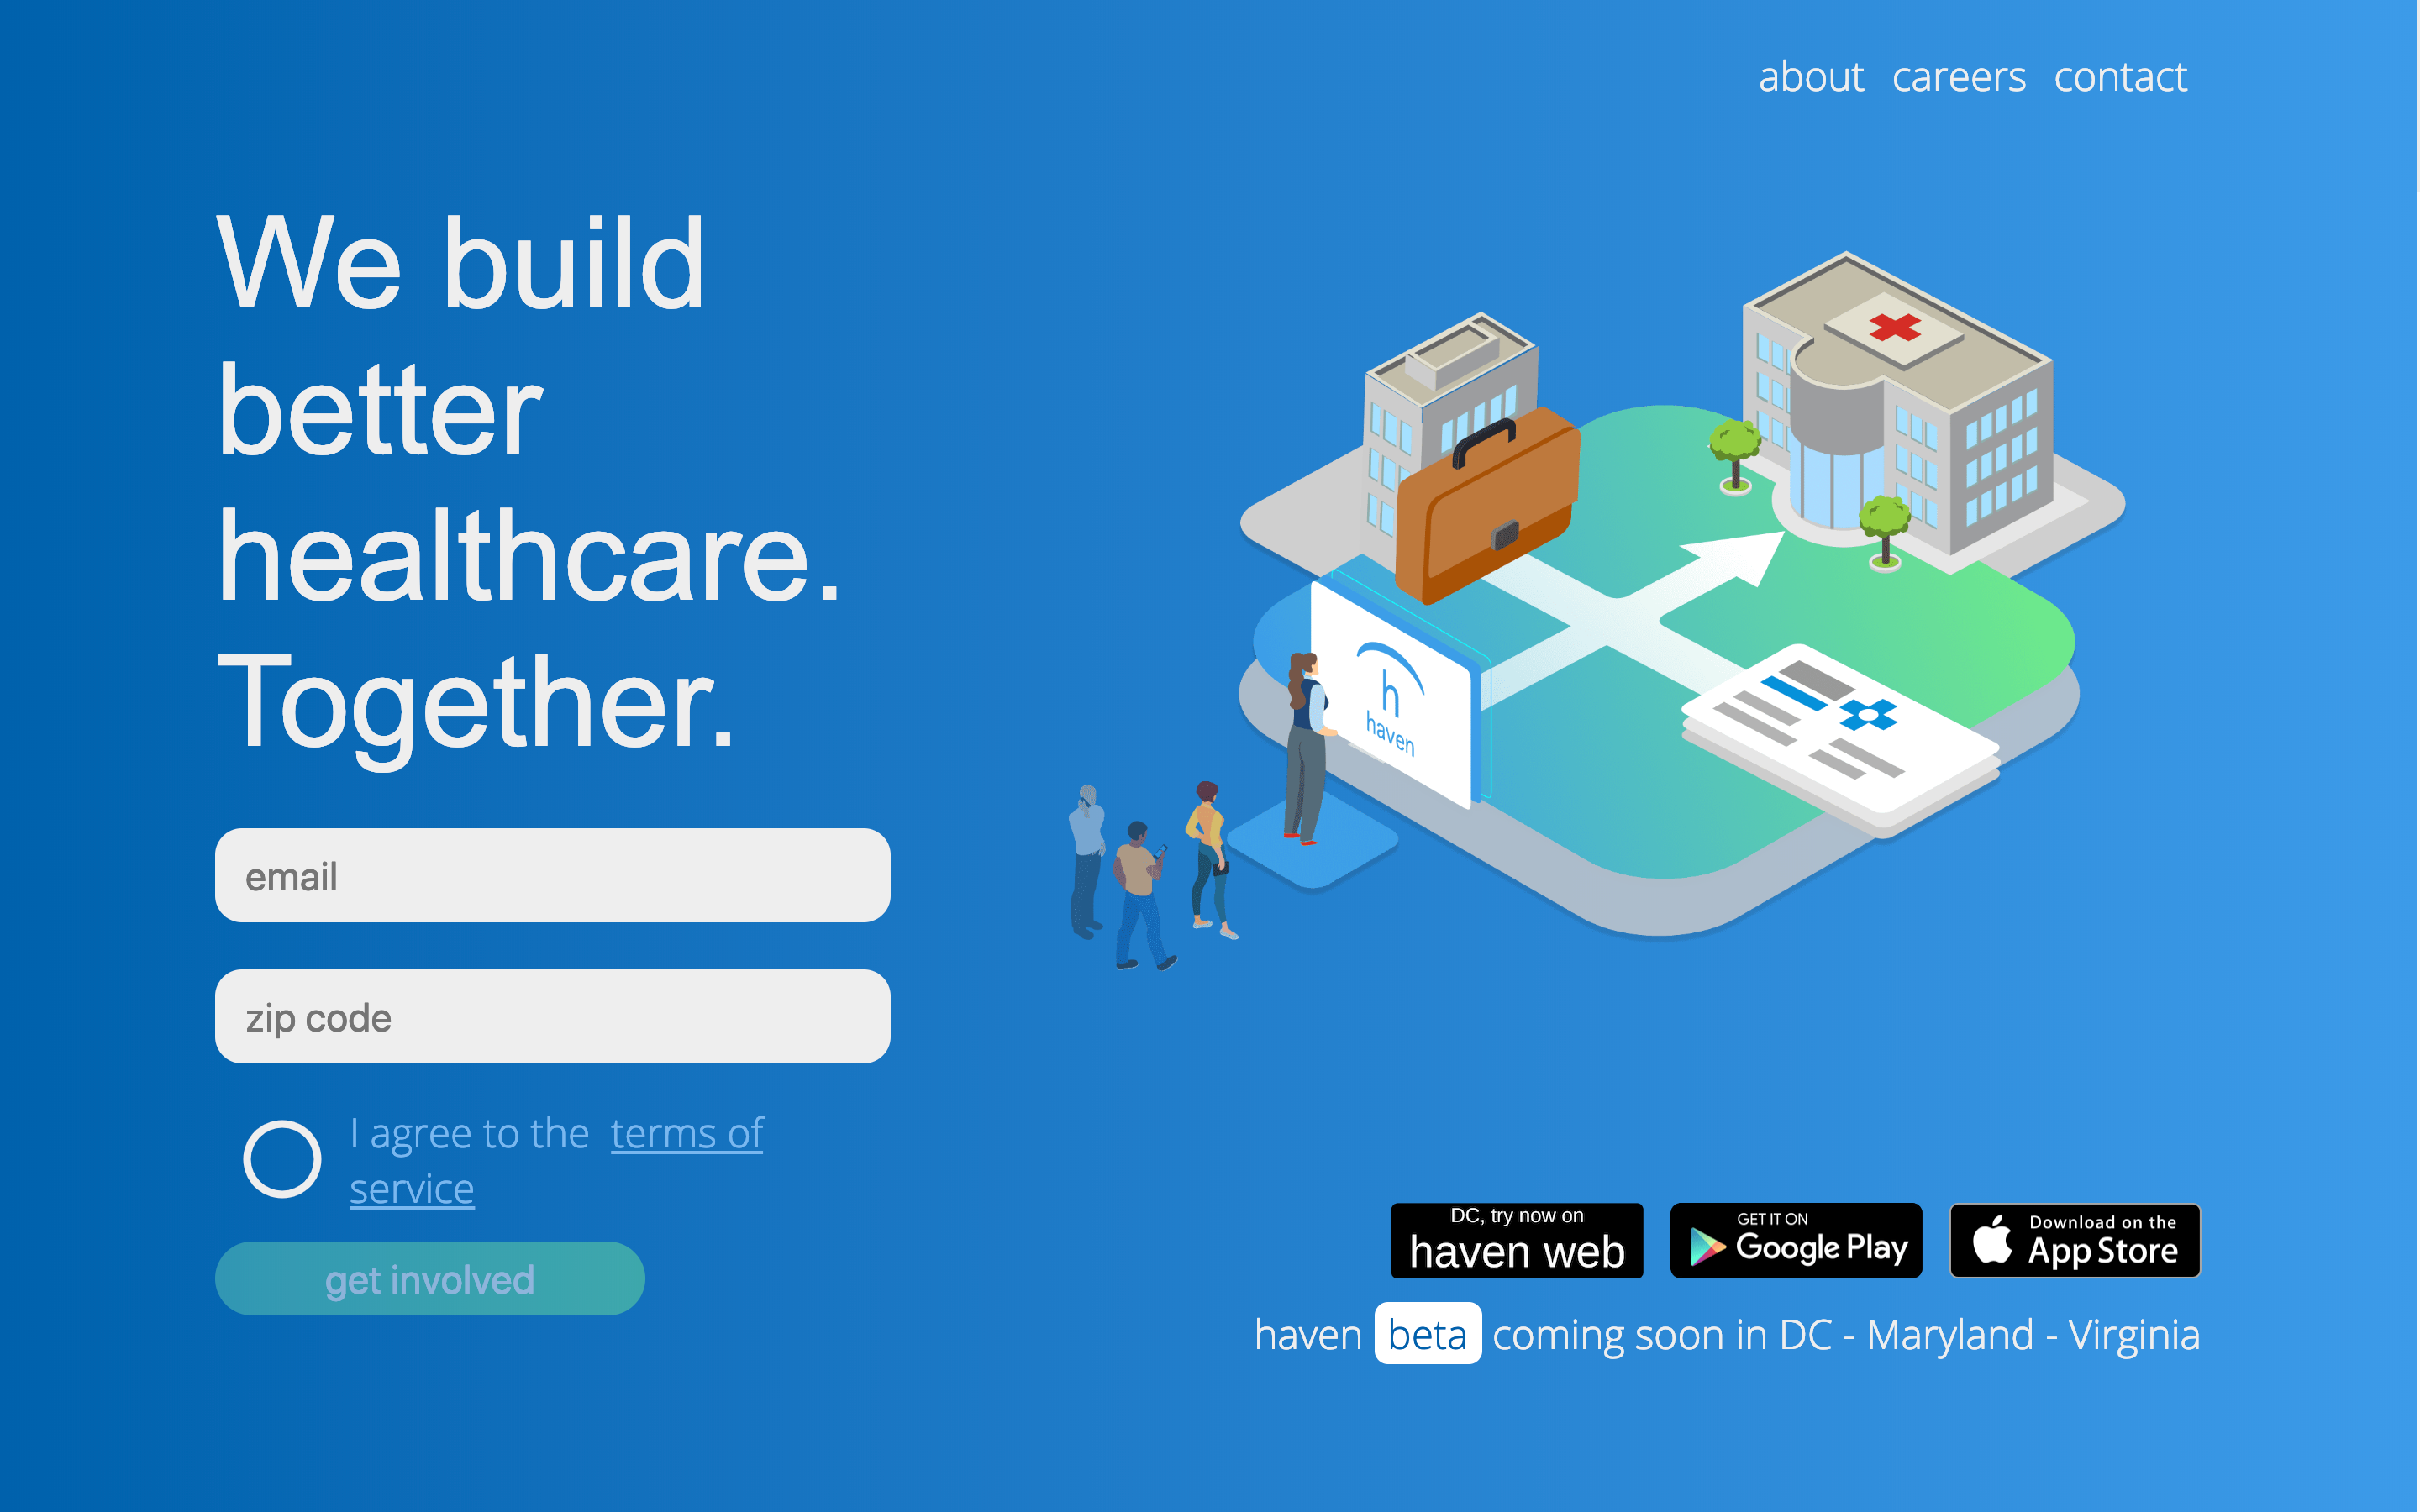 about careers contact
We build
better
healthcare.
Together.
h
haven
email
zip code
I agree to the terms of
service
get involved
DC, try now on
haven web
GET IT ON
Google Play
Download on the
App Store
haven beta coming soon in DC - Maryland - Virginia